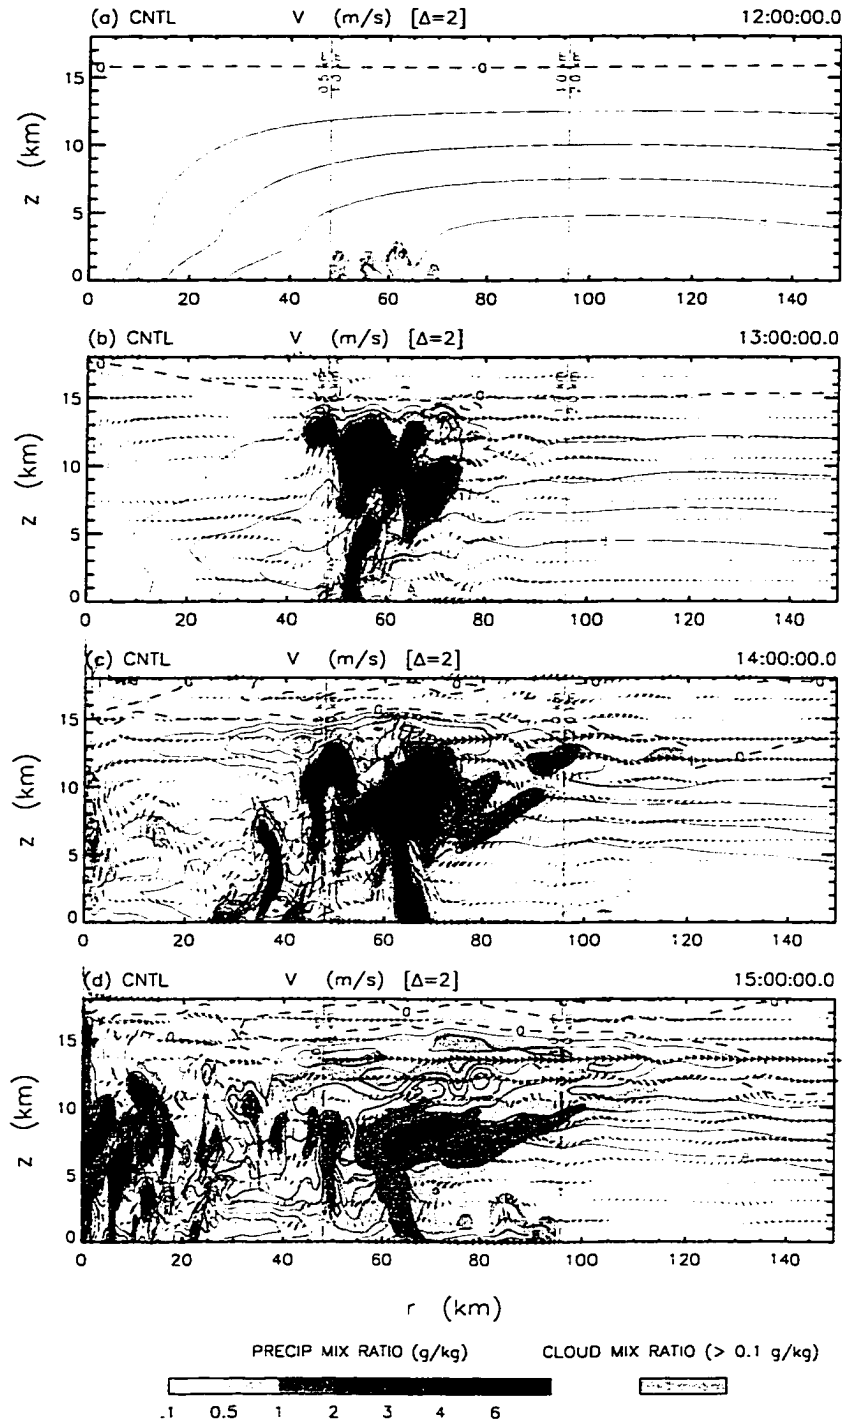 (a) CNTL V (m/s) [Δ=2] 12:00:00.0
z (km)
15
10
5
0
0 20 40 60 80 100 120 140
(b) CNTL V (m/s) [Δ=2] 13:00:00.0
z (km)
15
10
5
0
0 20 40 60 80 100 120 140
(c) CNTL V (m/s) [Δ=2] 14:00:00.0
z (km)
15
10
5
0
0 20 40 60 80 100 120 140
(d) CNTL V (m/s) [Δ=2] 15:00:00.0
z (km)
15
10
5
0
0 20 40 60 80 100 120 140
r (km)
PRECIP MIX RATIO (g/kg) CLOUD MIX RATIO (> 0.1 g/kg)
.1 0.5 1 2 3 4 6